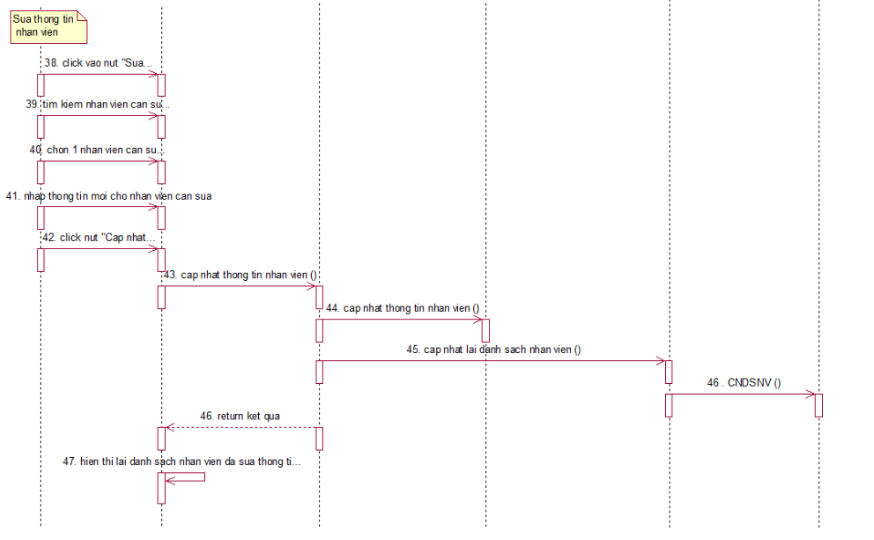 Sua thong tin
nhan vien
38. click vao nut "Sua...
39. tim kiem nhan vien can su...
40. chon 1 nhan vien can su...
41. nhap thong tin moi cho nhan vien can sua
42. click nut "Cap nhat...
43. cap nhat thong tin nhan vien ()
44. cap nhat thong tin nhan vien ()
45. cap nhat lai danh sach nhan vien ()
46 . CNDSNV ()
46. return ket qua
47. hien thi lai danh sach nhan vien da sua thong ti...